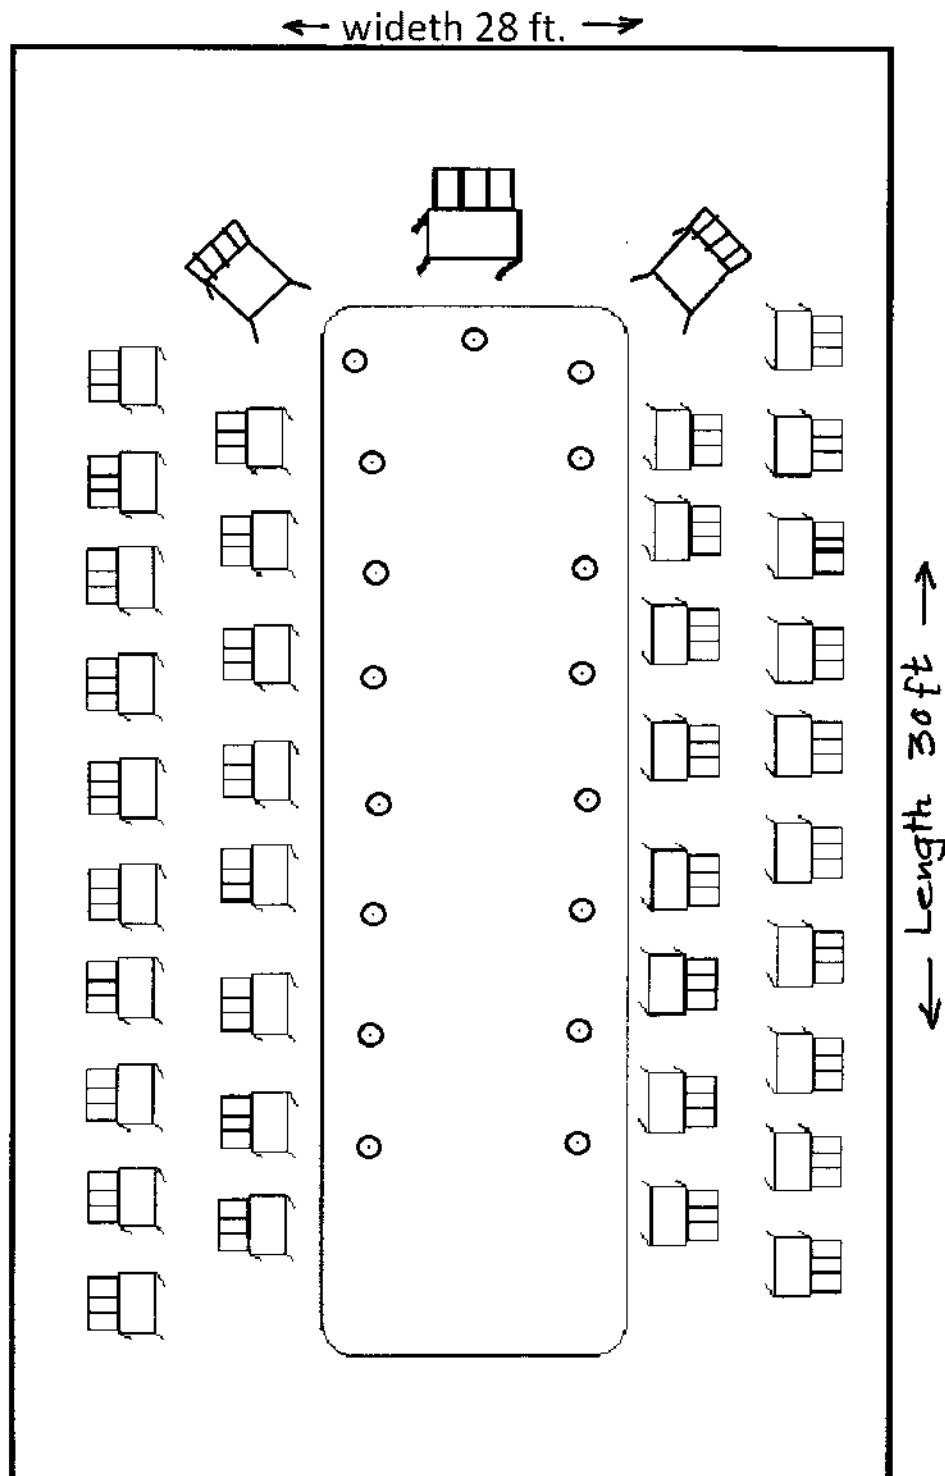 ← wideth 28 ft. →
← Length 30ft →